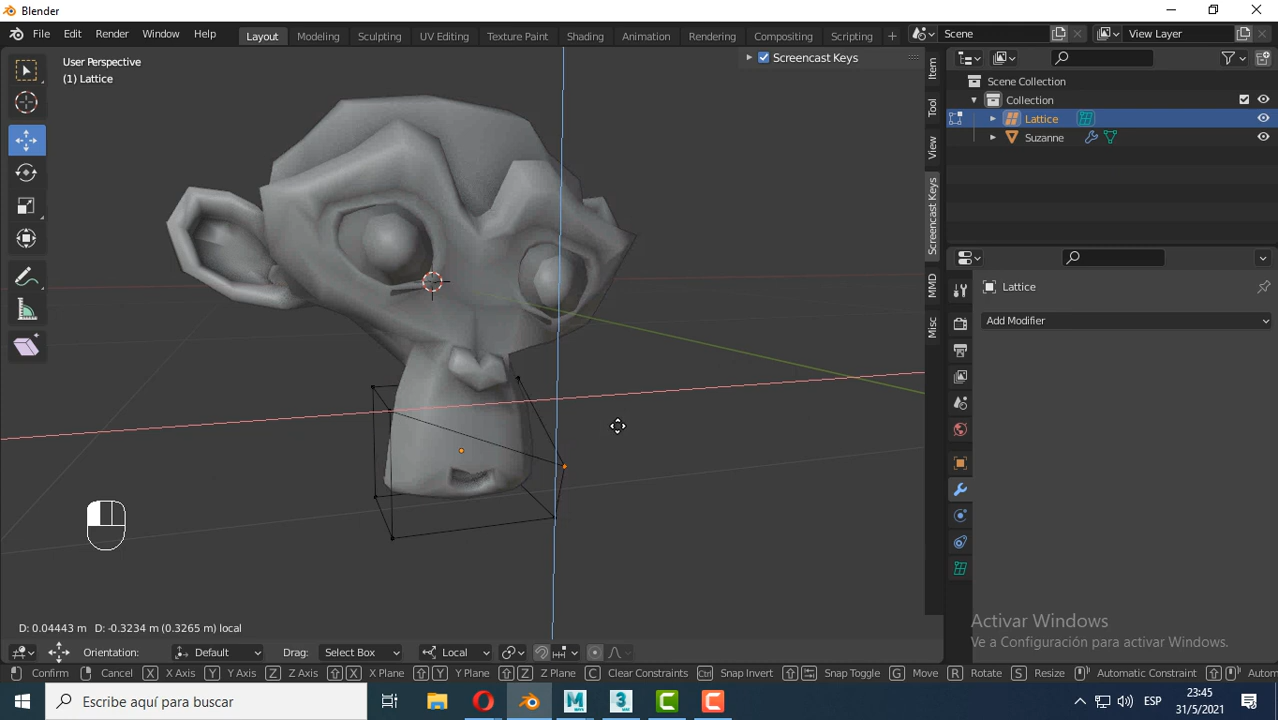 Blender
File Edit Render Window Help Layout Modeling Sculpting UV Editing Texture Paint Shading Animation Rendering Compositing Scripting + Scene View Layer
User Perspective
(1) Lattice
Screencast Keys
Item
Tool
View
Screencast Keys
MMD
Misc
Scene Collection
Collection
Lattice
Suzanne
Lattice
Add Modifier
Activar Windows
Ve a Configuración para activar Windows.
D: 0.04443 m D: -0.3234 m (0.3265 m) local
Orientation: Default Drag: Select Box Local
Confirm Cancel X X Axis Y Y Axis Z Z Axis X X Plane Y Y Plane Z Z Plane C Clear Constraints Ctrl Snap Invert Snap Toggle G Move R Rotate S Resize Automatic Constraint Automat
Escribe aquí para buscar
3
C
C
ESP
23:45
31/5/2021